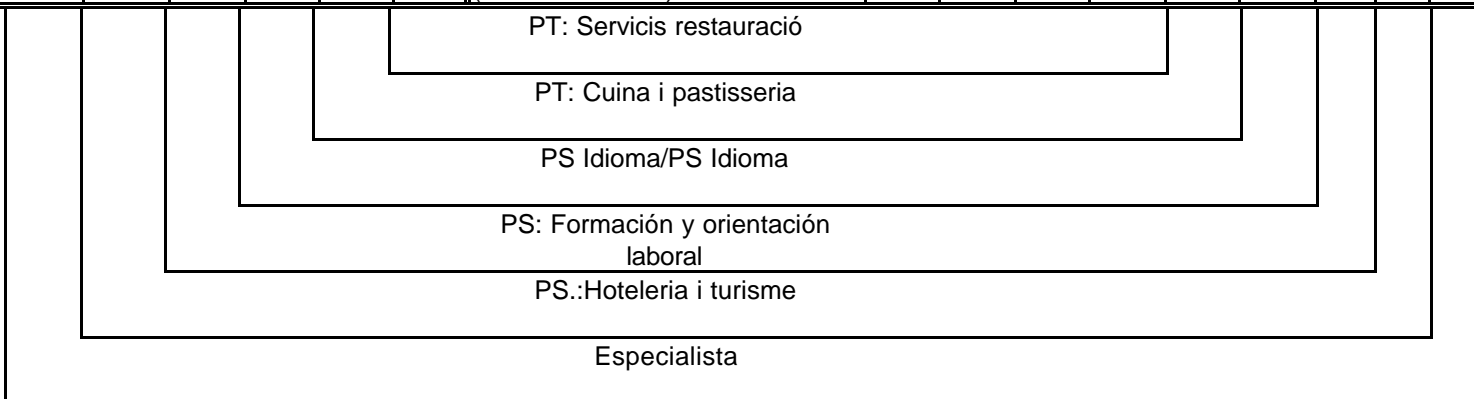 PT: Servicis restauració
PT: Cuina i pastisseria
PS Idioma/PS Idioma
PS: Formación y orientación
laboral
PS.:Hoteleria i turisme
Especialista